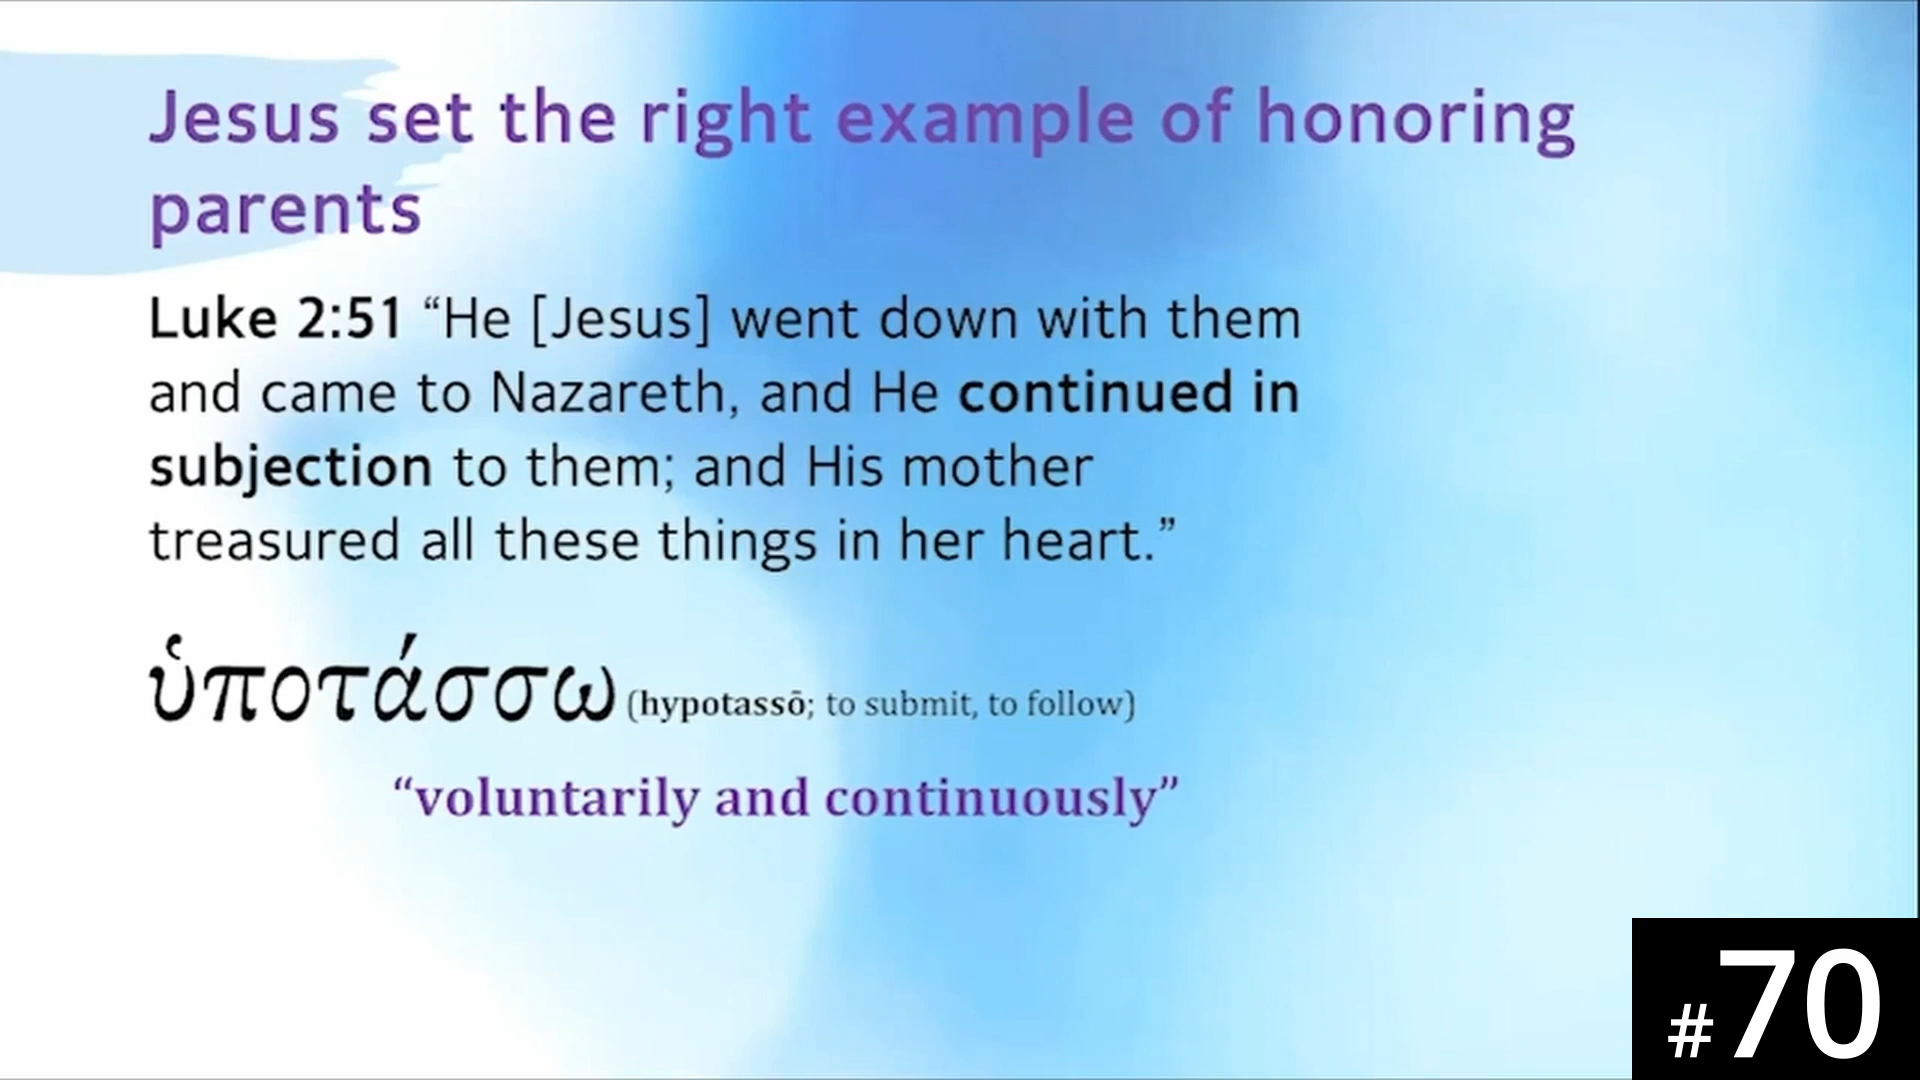 Jesus set the right example of honoring
parents
Luke 2:51 “He [Jesus] went down with them
and came to Nazareth, and He continued in
subjection to them; and His mother
treasured all these things in her heart.”
ὑποτάσσω (hypotassō; to submit, to follow)
“voluntarily and continuously”
#70